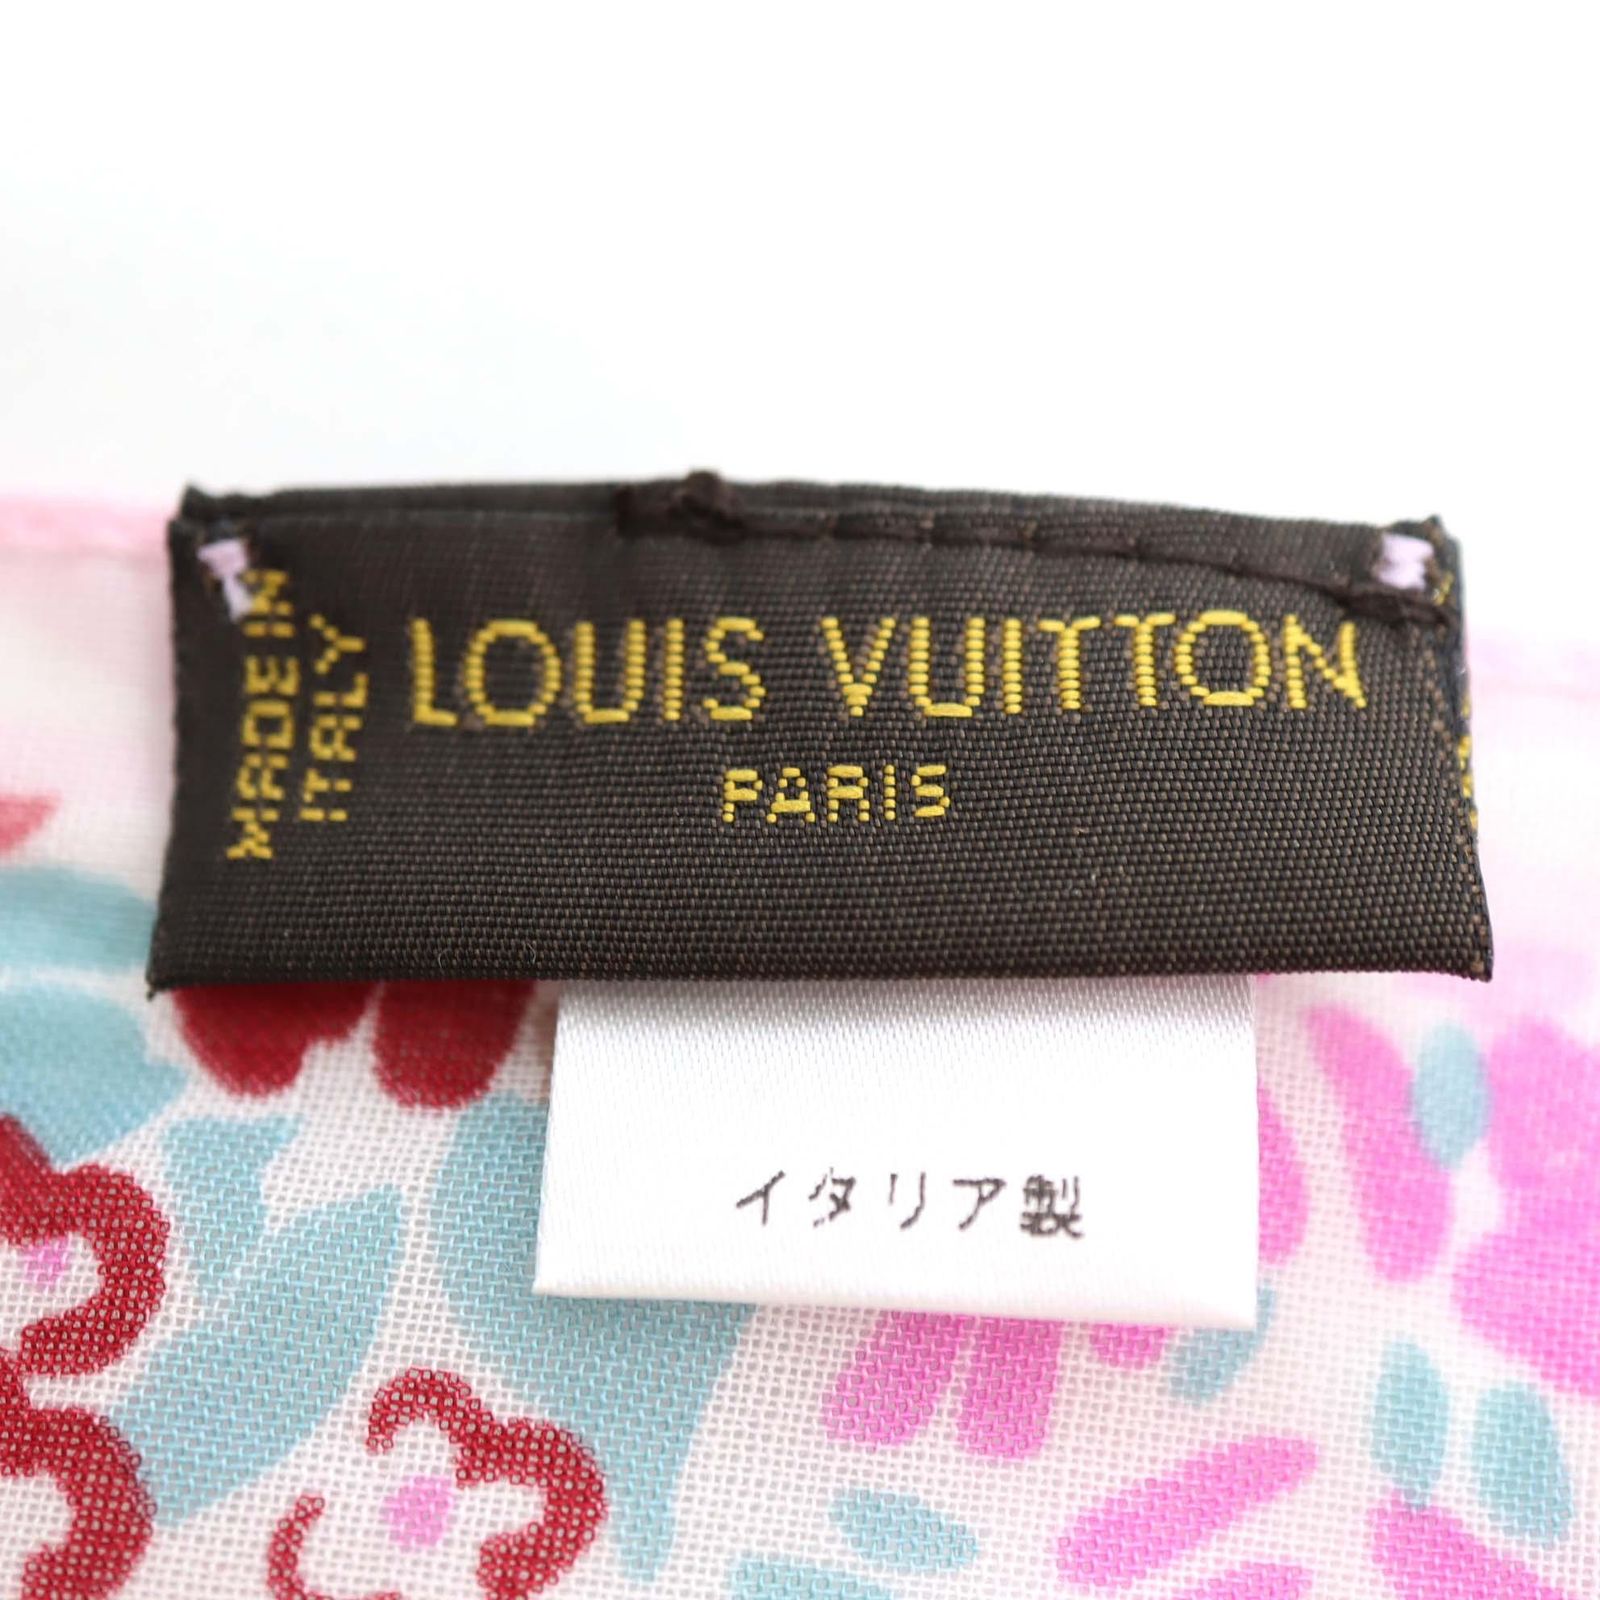 MADE IN
ITALY
LOUIS VUITTON
PARIS
イタリア製